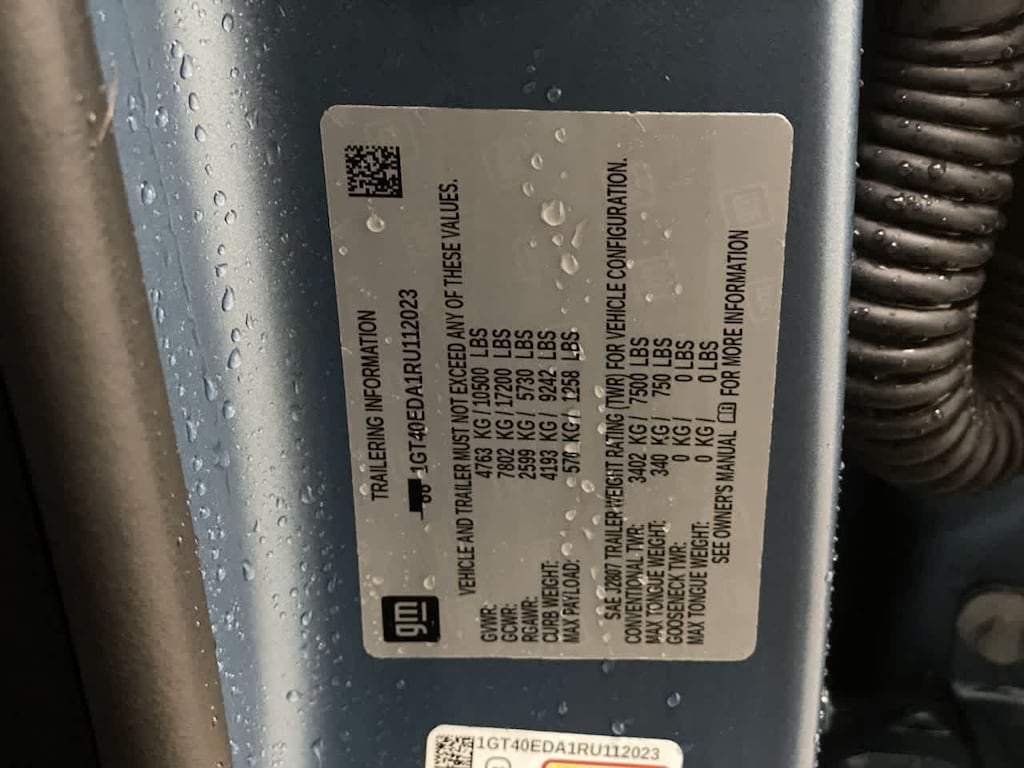 TRAILERING INFORMATION
1GT40EDA1RU112023
gm
VEHICLE AND TRAILER MUST NOT EXCEED ANY OF THESE VALUES.
GVWR: 4763 KG / 10500 LBS
GCWR: 7802 KG / 17200 LBS
RGAWR: 2599 KG / 5730 LBS
CURB WEIGHT: 4193 KG / 9242 LBS
MAX PAYLOAD: KG / 1258 LBS
SAE J2807 TRAILER WEIGHT RATING (TWR) FOR VEHICLE CONFIGURATION.
CONVENTIONAL TWR: 3402 KG / 7500 LBS
MAX TONGUE WEIGHT: 340 KG / 750 LBS
GOOSENECK TWR: 0 KG / 0 LBS
MAX TONGUE WEIGHT: 0 KG / 0 LBS
SEE OWNER'S MANUAL FOR MORE INFORMATION
1GT40EDA1RU112023